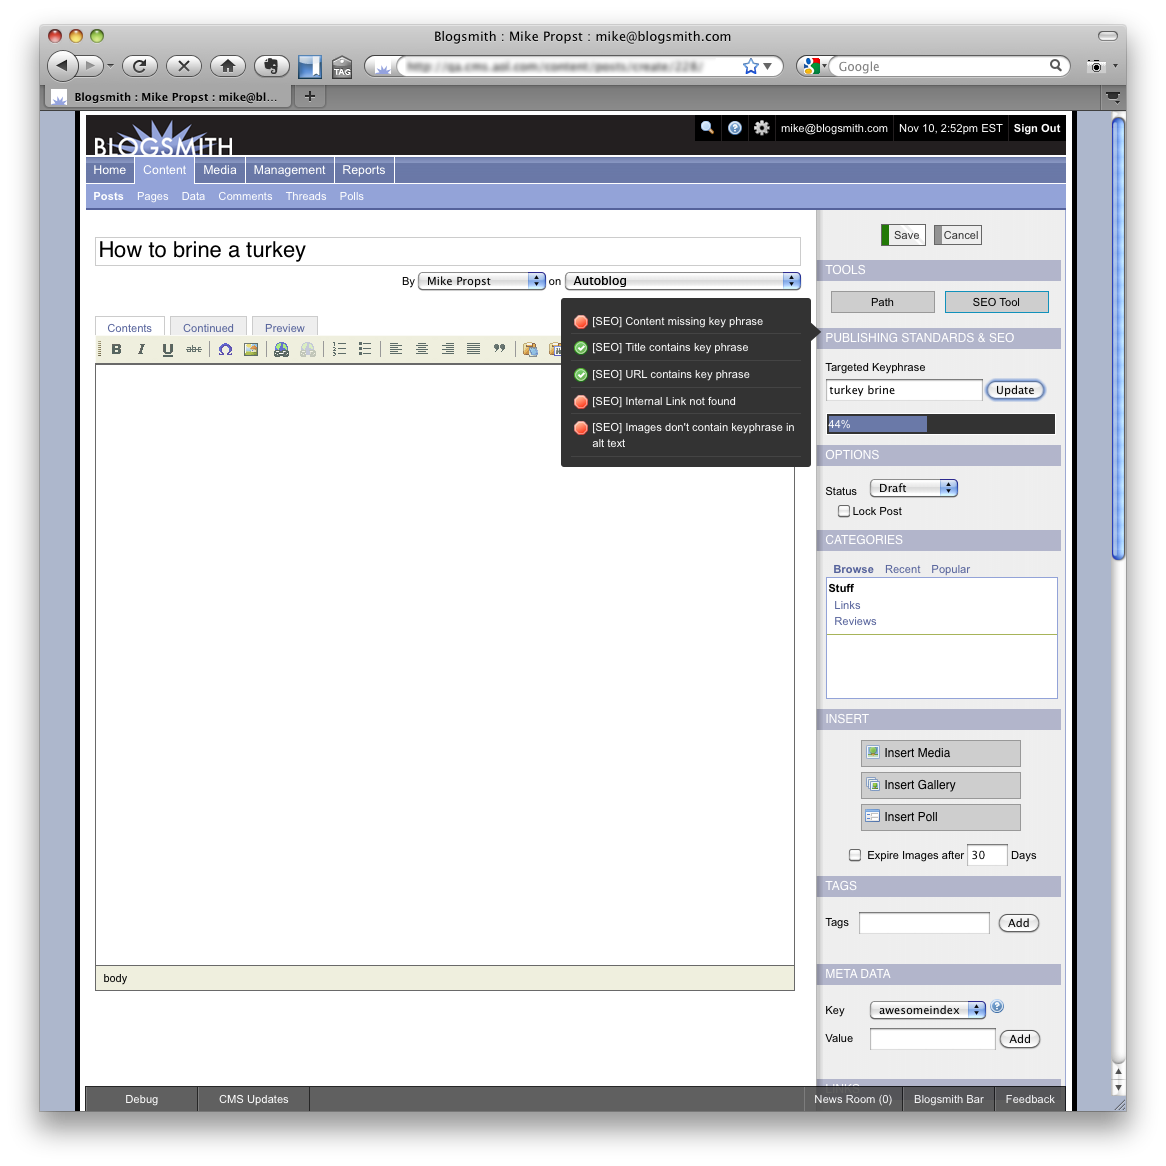 Blogsmith : Mike Propst : mike@blogsmith.com
TAG
Google
Blogsmith : Mike Propst : mike@bl...
BLOGSMITH
mike@blogsmith.com Nov 10, 2:52pm EST Sign Out
Home Content Media Management Reports
Posts Pages Data Comments Threads Polls
How to brine a turkey
By Mike Propst on Autoblog
Contents Continued Preview
B I U abc
[SEO] Content missing key phrase
[SEO] Title contains key phrase
[SEO] URL contains key phrase
[SEO] Internal Link not found
[SEO] Images don't contain keyphrase in
alt text
body
Save Cancel
TOOLS
Path SEO Tool
PUBLISHING STANDARDS & SEO
Targeted Keyphrase
turkey brine Update
44%
OPTIONS
Status Draft
Lock Post
CATEGORIES
Browse Recent Popular
Stuff
Links
Reviews
INSERT
Insert Media
Insert Gallery
Insert Poll
Expire Images after 30 Days
TAGS
Tags Add
META DATA
Key awesomeindex
Value Add
LINKS
Debug CMS Updates News Room (0) Blogsmith Bar Feedback